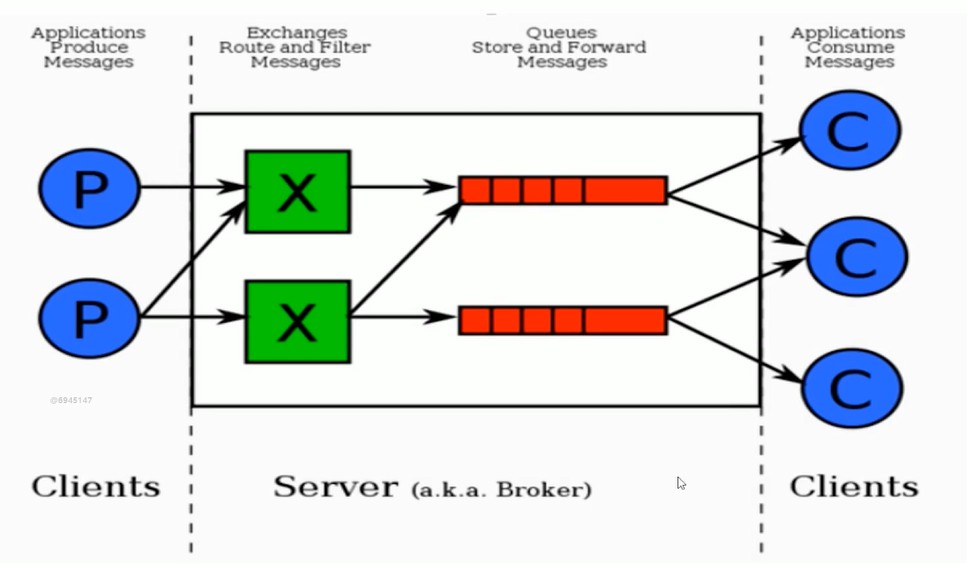 Applications
Produce
Messages
Exchanges
Route and Filter
Messages
Queues
Store and Forward
Messages
Applications
Consume
Messages
P
X
C
C
P
X
C
@6945147
Clients
Server (a.k.a. Broker)
Clients